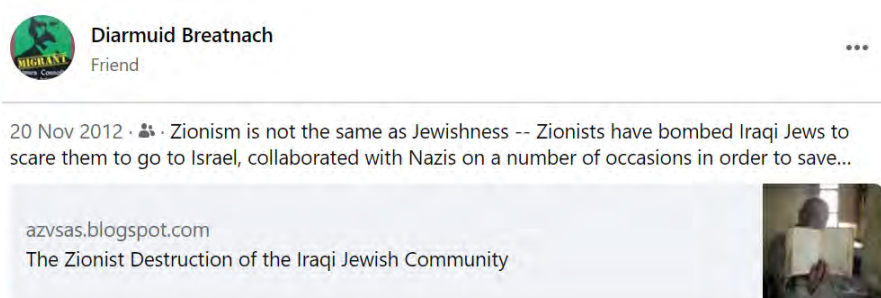 Diarmuid Breatnach
Friend
MIGRANT
20 Nov 2012 · · Zionism is not the same as Jewishness -- Zionists have bombed Iraqi Jews to
scare them to go to Israel, collaborated with Nazis on a number of occasions in order to save...
azvsas.blogspot.com
The Zionist Destruction of the Iraqi Jewish Community